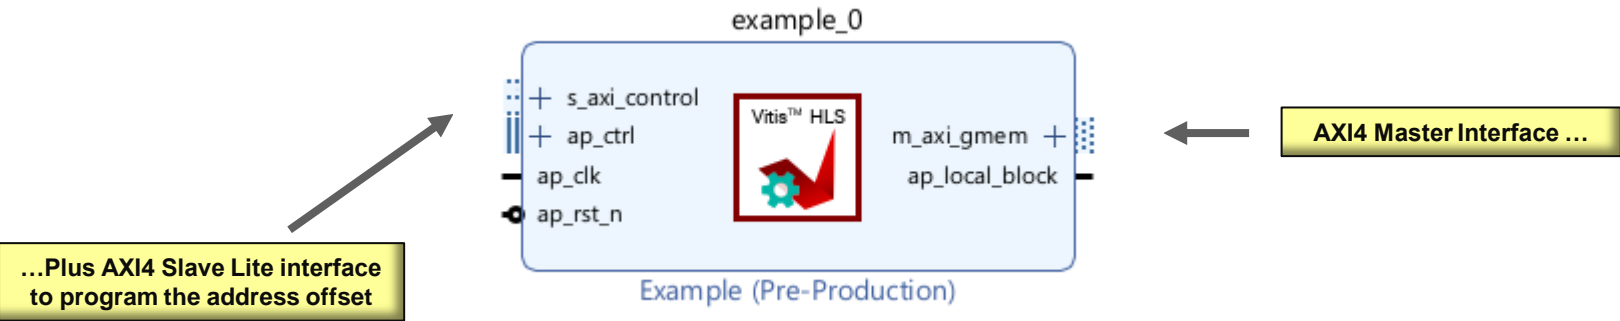 example_0
s_axi_control
ap_ctrl
ap_clk
ap_rst_n
Vitis™ HLS
m_axi_gmem
ap_local_block
Example (Pre-Production)
AXI4 Master Interface …
…Plus AXI4 Slave Lite interface
to program the address offset